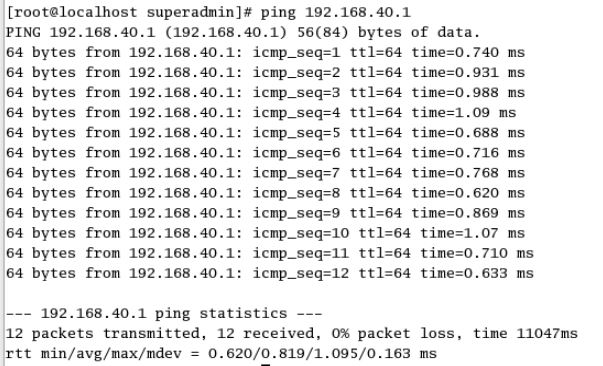 [root@localhost superadmin]# ping 192.168.40.1
PING 192.168.40.1 (192.168.40.1) 56(84) bytes of data.
64 bytes from 192.168.40.1: icmp_seq=1 ttl=64 time=0.740 ms
64 bytes from 192.168.40.1: icmp_seq=2 ttl=64 time=0.931 ms
64 bytes from 192.168.40.1: icmp_seq=3 ttl=64 time=0.988 ms
64 bytes from 192.168.40.1: icmp_seq=4 ttl=64 time=1.09 ms
64 bytes from 192.168.40.1: icmp_seq=5 ttl=64 time=0.688 ms
64 bytes from 192.168.40.1: icmp_seq=6 ttl=64 time=0.716 ms
64 bytes from 192.168.40.1: icmp_seq=7 ttl=64 time=0.768 ms
64 bytes from 192.168.40.1: icmp_seq=8 ttl=64 time=0.620 ms
64 bytes from 192.168.40.1: icmp_seq=9 ttl=64 time=0.869 ms
64 bytes from 192.168.40.1: icmp_seq=10 ttl=64 time=1.07 ms
64 bytes from 192.168.40.1: icmp_seq=11 ttl=64 time=0.710 ms
64 bytes from 192.168.40.1: icmp_seq=12 ttl=64 time=0.633 ms
--- 192.168.40.1 ping statistics ---
12 packets transmitted, 12 received, 0% packet loss, time 11047ms
rtt min/avg/max/mdev = 0.620/0.819/1.095/0.163 ms